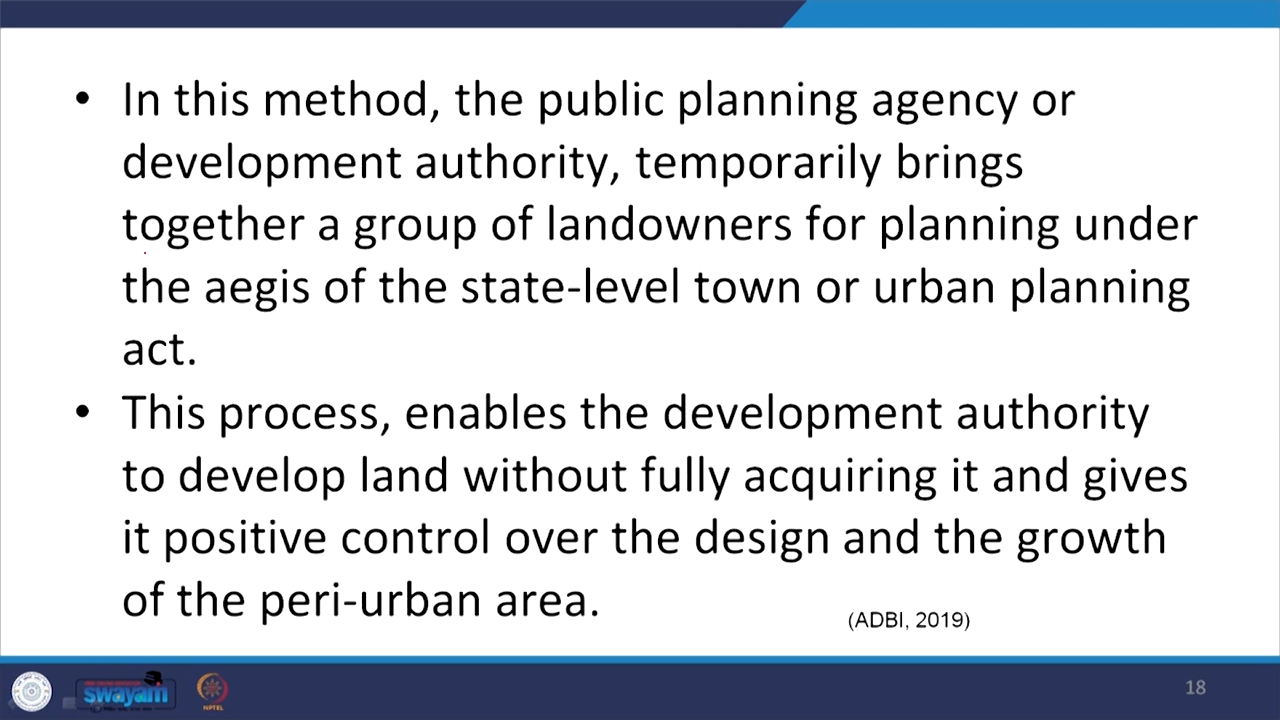 • In this method, the public planning agency or
development authority, temporarily brings
together a group of landowners for planning under
the aegis of the state-level town or urban planning
act.
• This process, enables the development authority
to develop land without fully acquiring it and gives
it positive control over the design and the growth
of the peri-urban area.
(ADBI, 2019)
swayam
NPTEL
18